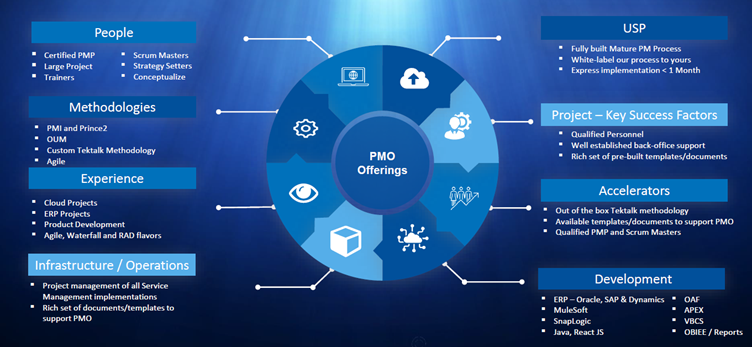 People
Certified PMP
Large Project
Trainers
Scrum Masters
Strategy Setters
Conceptualize
Methodologies
PMI and Prince2
OUM
Custom Tektalk Methodology
Agile
Experience
Cloud Projects
ERP Projects
Product Development
Agile, Waterfall and RAD flavors
Infrastructure / Operations
Project management of all Service
Management implementations
Rich set of documents/templates to
support PMO
PMO
Offerings
USP
Fully built Mature PM Process
White-label our process to yours
Express implementation < 1 Month
Project – Key Success Factors
Qualified Personnel
Well established back-office support
Rich set of pre-built templates/documents
Accelerators
Out of the box Tektalk methodology
Available templates/documents to support PMO
Qualified PMP and Scrum Masters
Development
ERP – Oracle, SAP & Dynamics
MuleSoft
SnapLogic
Java, React JS
OAF
APEX
VBCS
OBIEE / Reports